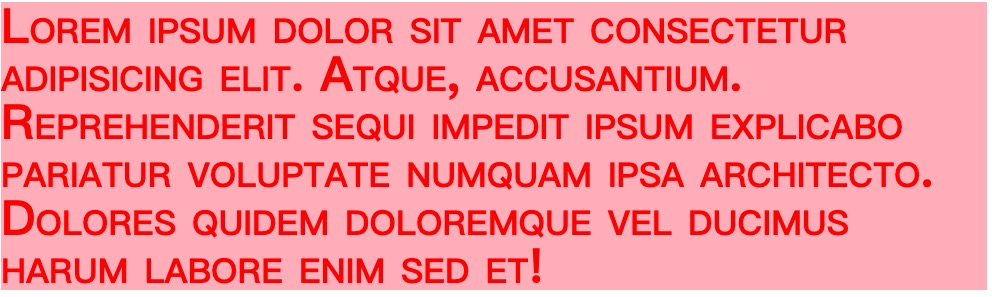 Lorem ipsum dolor sit amet consectetur
adipisicing elit. Atque, accusantium.
Reprehenderit sequi impedit ipsum explicabo
pariatur voluptate numquam ipsa architecto.
Dolores quidem doloremque vel ducimus
harum labore enim sed et!